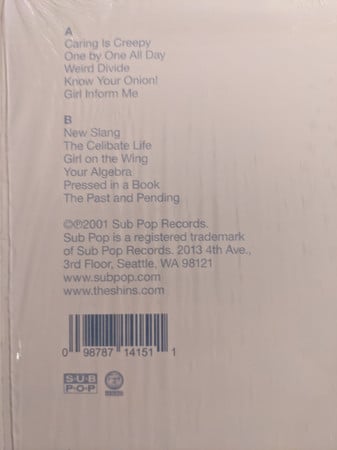 A
Caring Is Creepy
One by One All Day
Weird Divide
Know Your Onion!
Girl Inform Me
B
New Slang
The Celibate Life
Girl on the Wing
Your Algebra
Pressed in a Book
The Past and Pending
©℗2001 Sub Pop Records.
Sub Pop is a registered trademark
of Sub Pop Records. 2013 4th Ave.,
3rd Floor, Seattle, WA 98121
www.subpop.com
www.theshins.com
0 98787 14151 1
SUB
POP